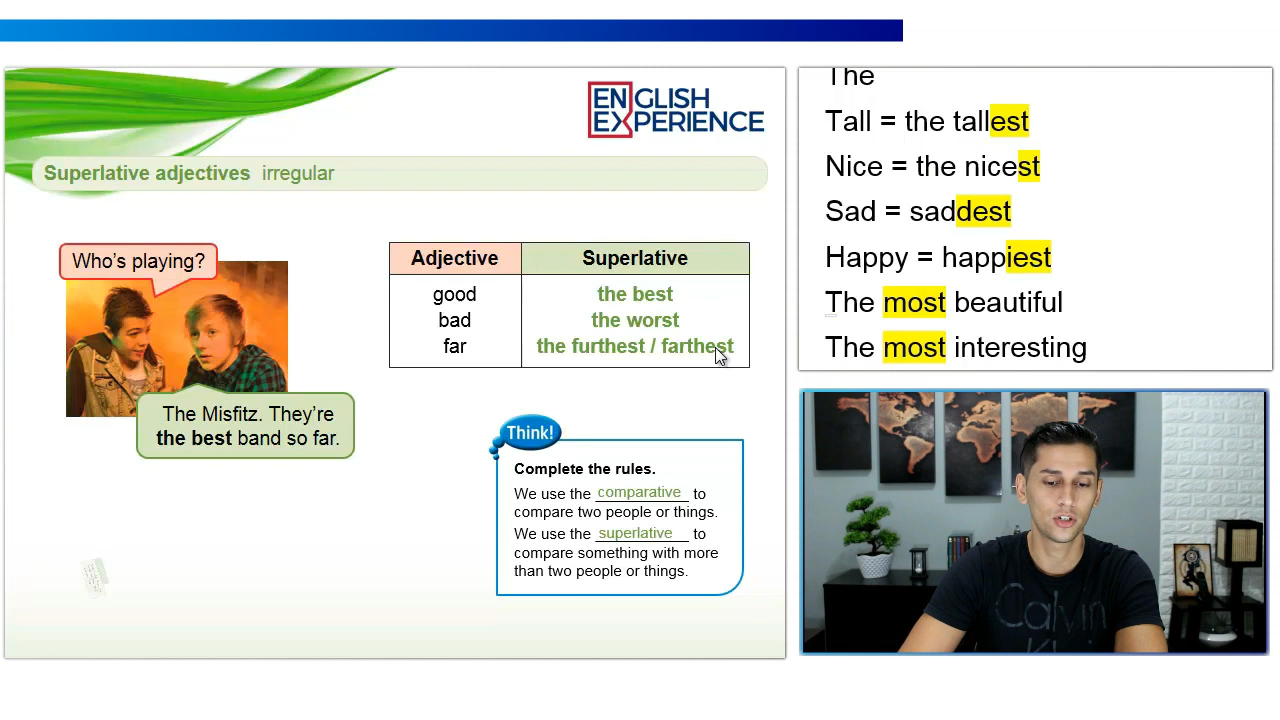 ENGLISH
EXPERIENCE
Superlative adjectives irregular
Who's playing?
The Misfitz. They're
the best band so far.
Adjective Superlative
good the best
bad the worst
far the furthest / farthest
Think!
Complete the rules.
We use the comparative to
compare two people or things.
We use the superlative to
compare something with more
than two people or things.
The
Tall = the tallest
Nice = the nicest
Sad = saddest
Happy = happiest
The most beautiful
The most interesting
Calvin